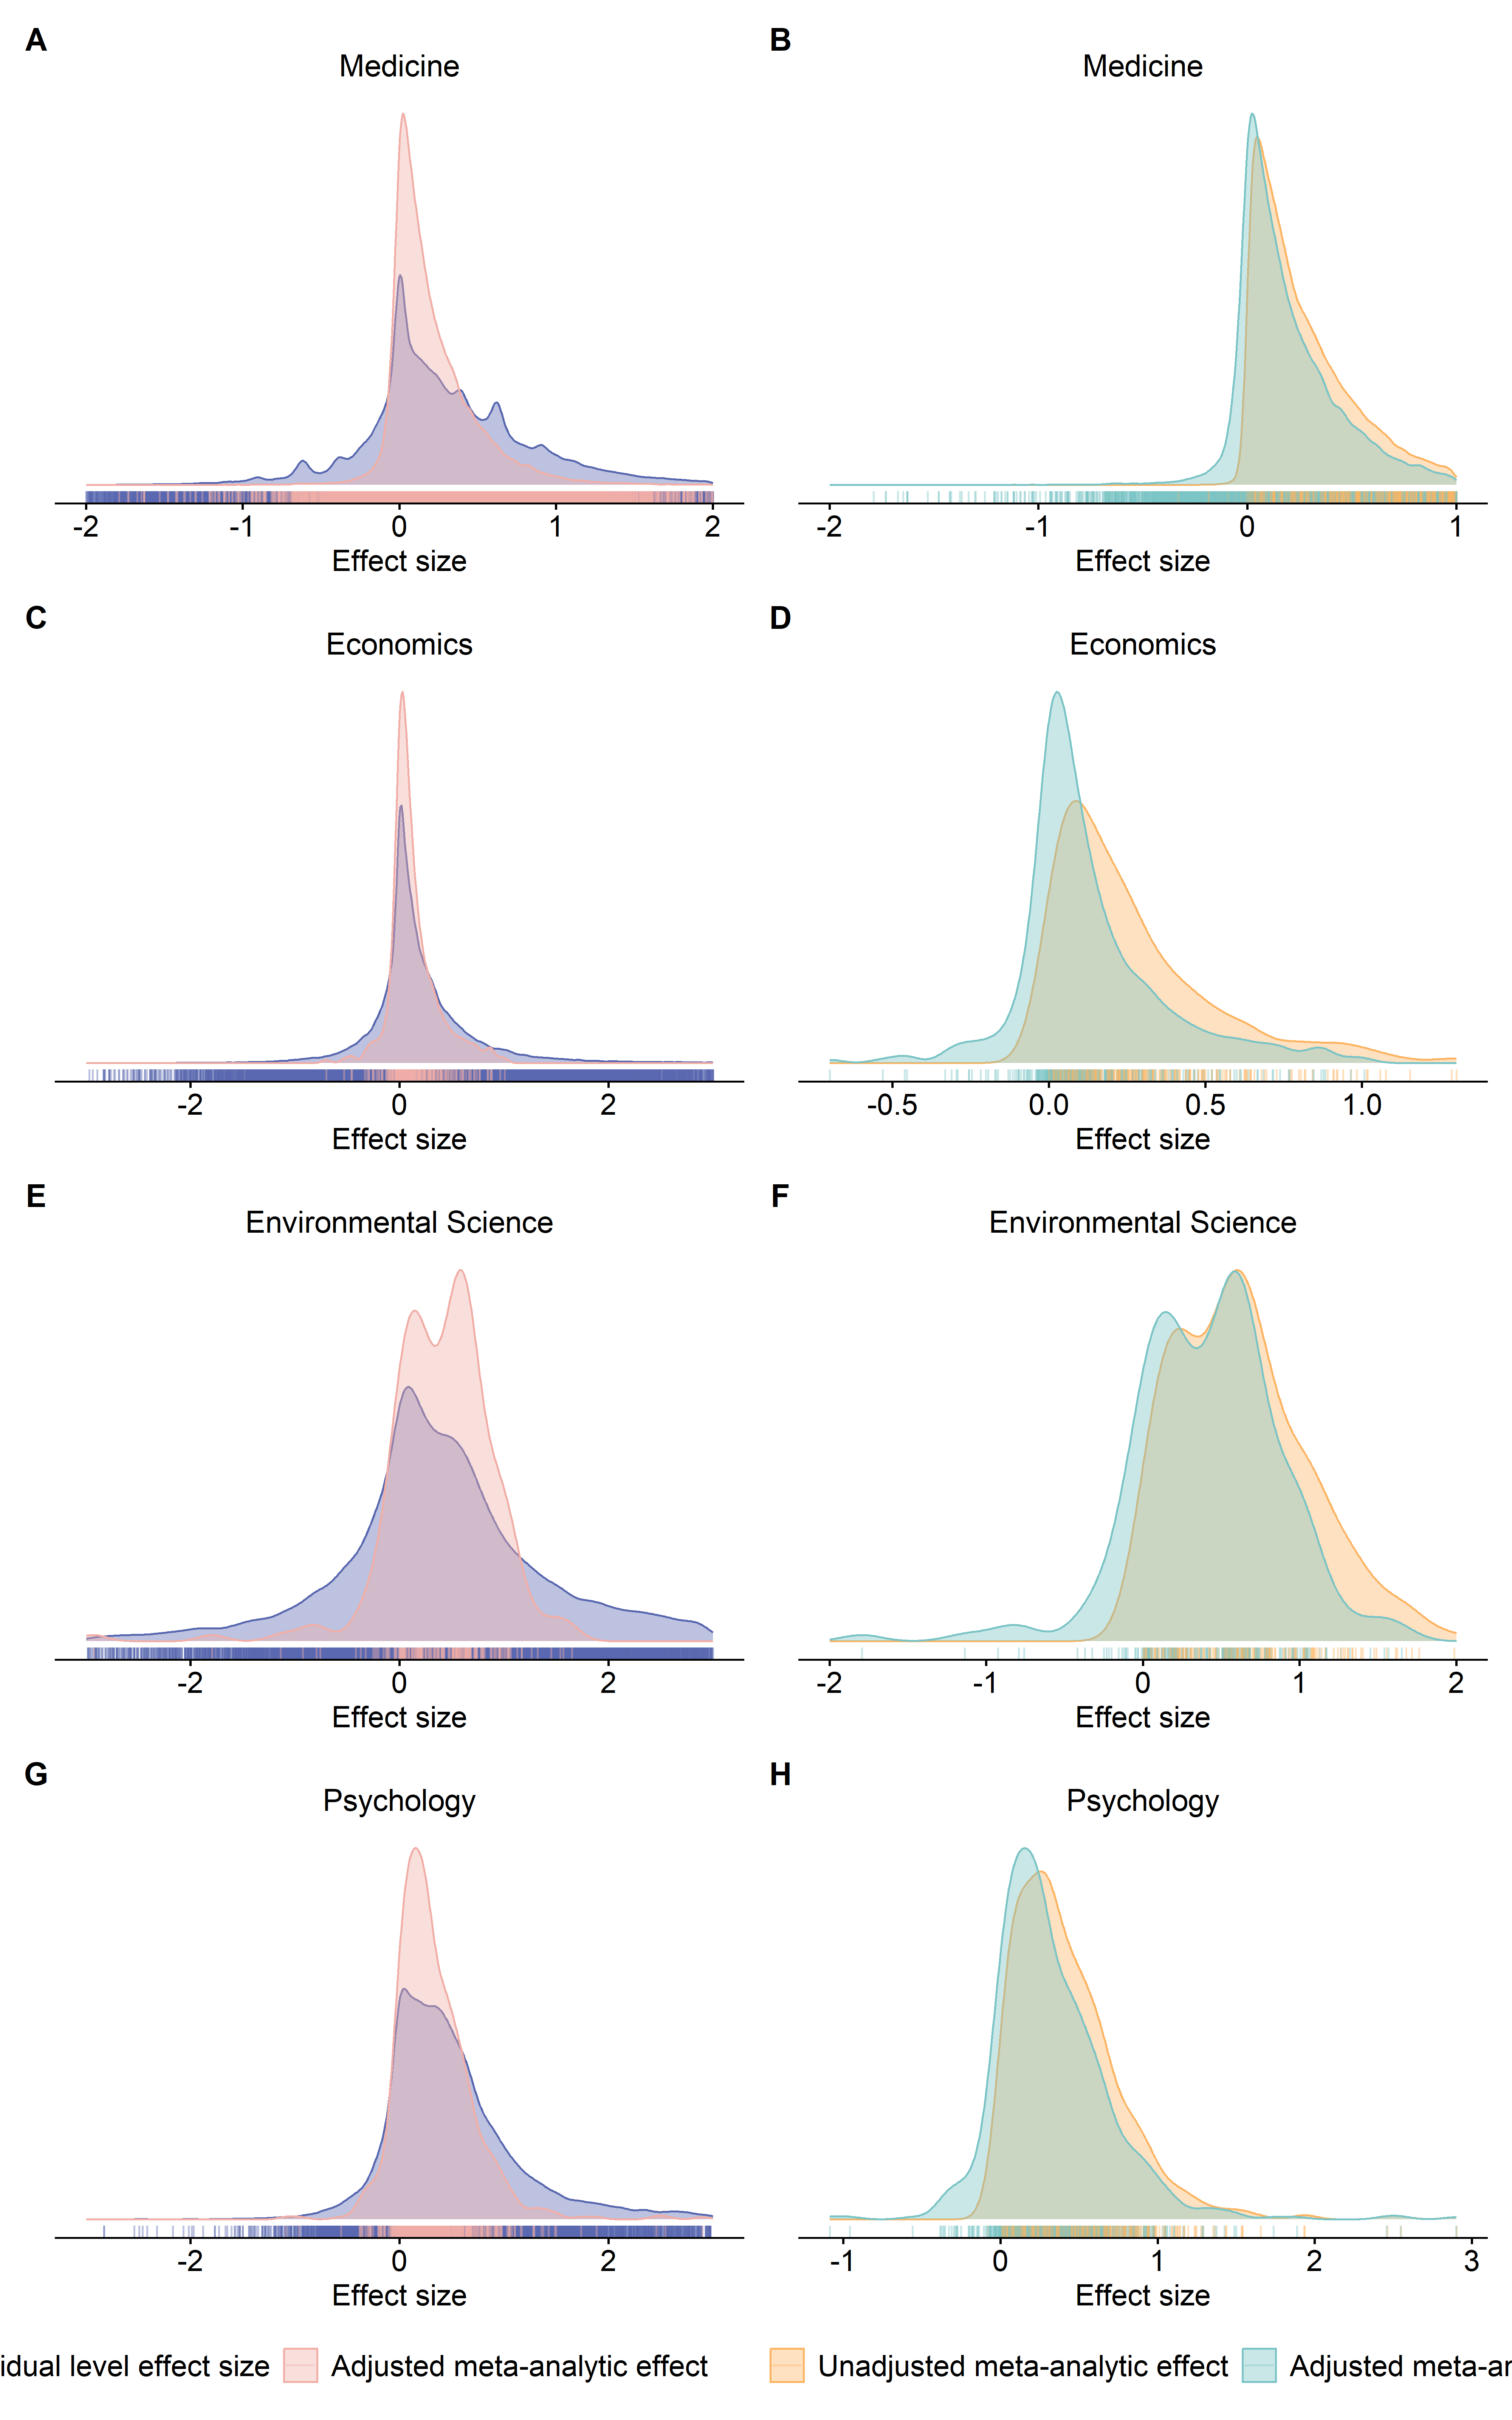 A B
Medicine Medicine
-2 -1 0 1 2 -2 -1 0 1
Effect size Effect size
C D
Economics Economics
-2 0 2 -0.5 0.0 0.5 1.0
Effect size Effect size
E F
Environmental Science Environmental Science
-2 0 2 -2 -1 0 1 2
Effect size Effect size
G H
Psychology Psychology
-2 0 2 -1 0 1 2 3
Effect size Effect size
level effect size Adjusted meta-analytic effect Unadjusted meta-analytic effect Adjusted